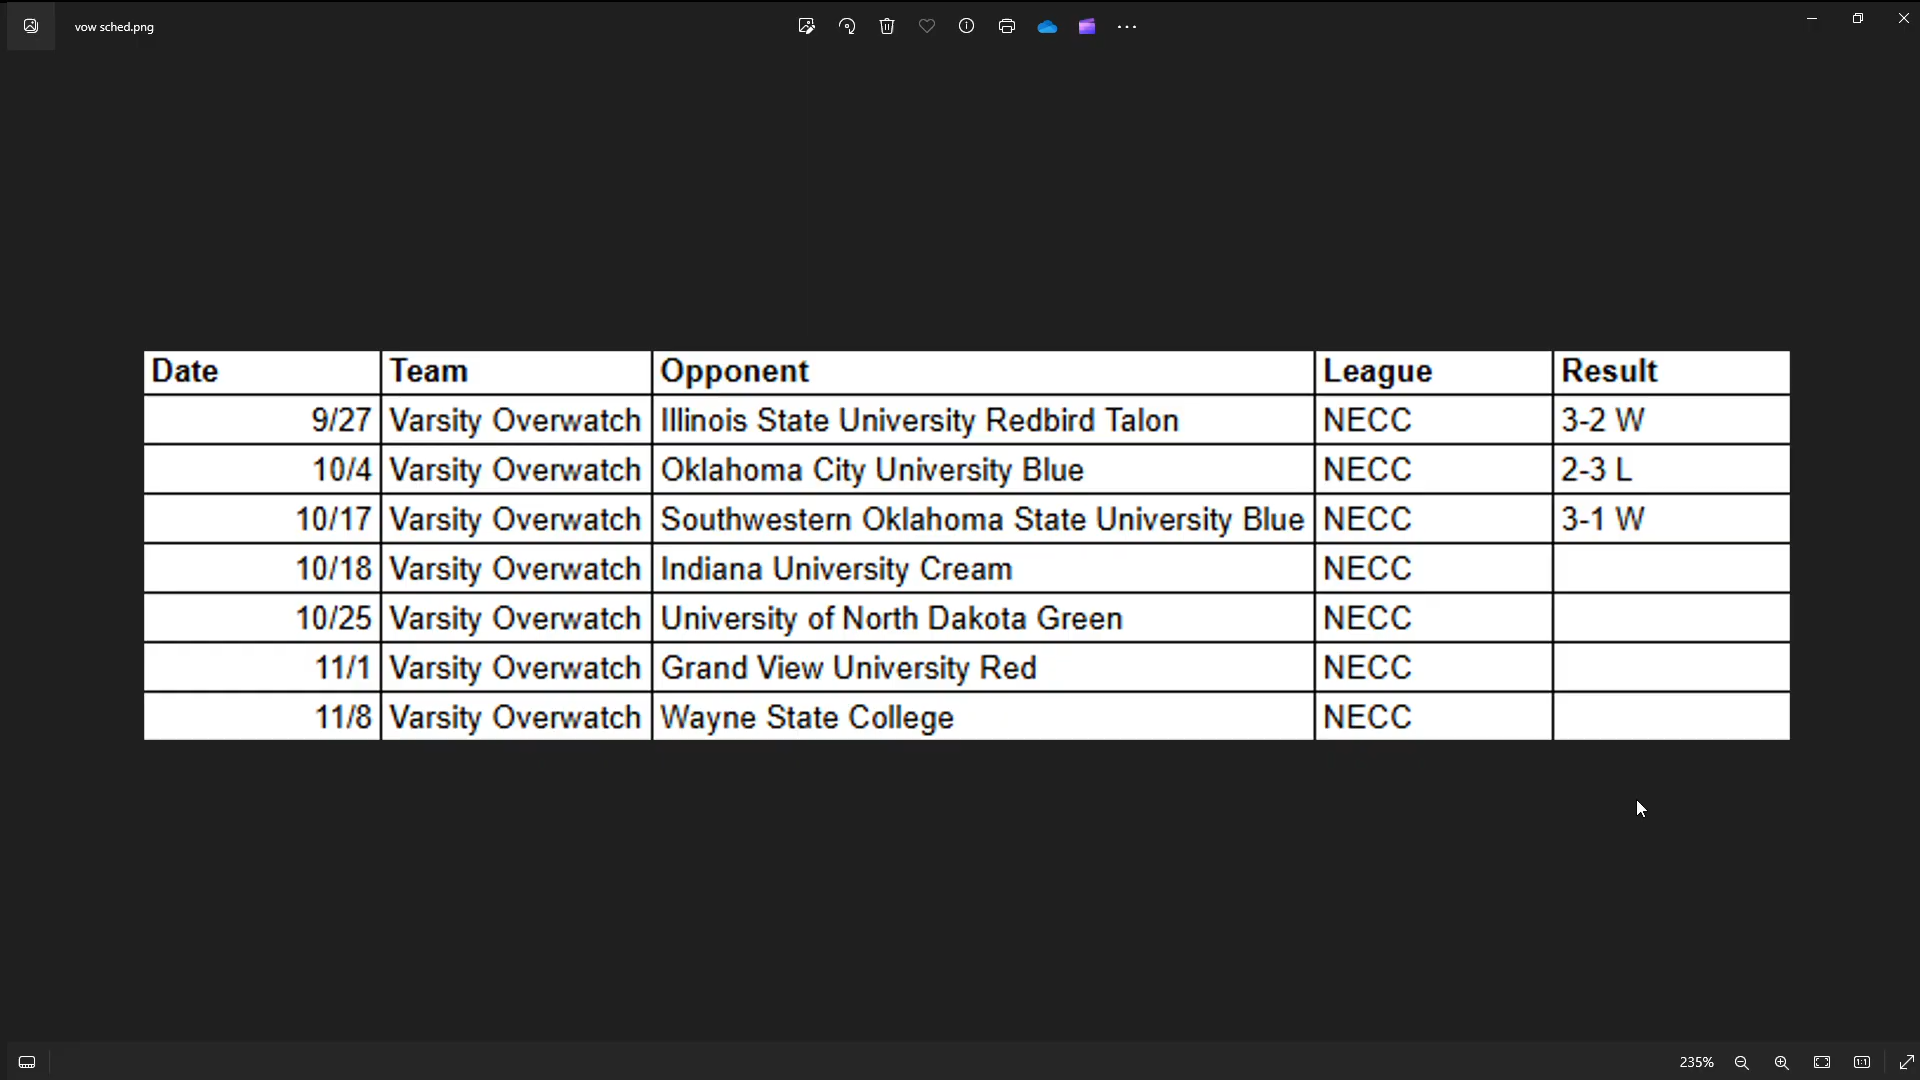 vow sched.png
Date Team Opponent League Result
9/27 Varsity Overwatch Illinois State University Redbird Talon NECC 3-2 W
10/4 Varsity Overwatch Oklahoma City University Blue NECC 2-3 L
10/17 Varsity Overwatch Southwestern Oklahoma State University Blue NECC 3-1 W
10/18 Varsity Overwatch Indiana University Cream NECC
10/25 Varsity Overwatch University of North Dakota Green NECC
11/1 Varsity Overwatch Grand View University Red NECC
11/8 Varsity Overwatch Wayne State College NECC
235%